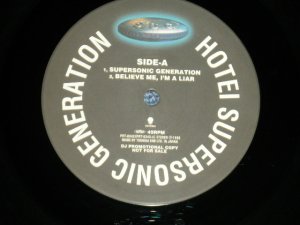 HOTEI SUPERSONIC GENERATION
SIDE-A
1. SUPERSONIC GENERATION
2. BELIEVE ME, I'M A LIAR
45RPM
DJ PROMOTIONAL COPY
NOT FOR SALE